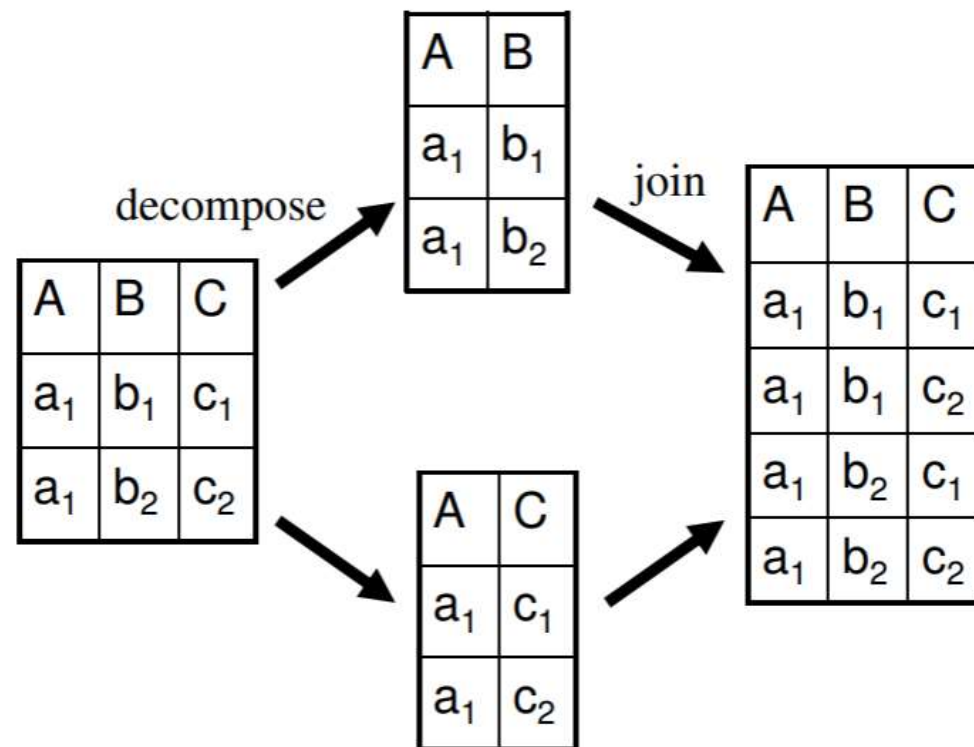 A B
a₁ b₁
a₁ b₂
decompose
join
A B C
a₁ b₁ c₁
a₁ b₂ c₂
A B C
a₁ b₁ c₁
a₁ b₁ c₂
a₁ b₂ c₁
a₁ b₂ c₂
A C
a₁ c₁
a₁ c₂